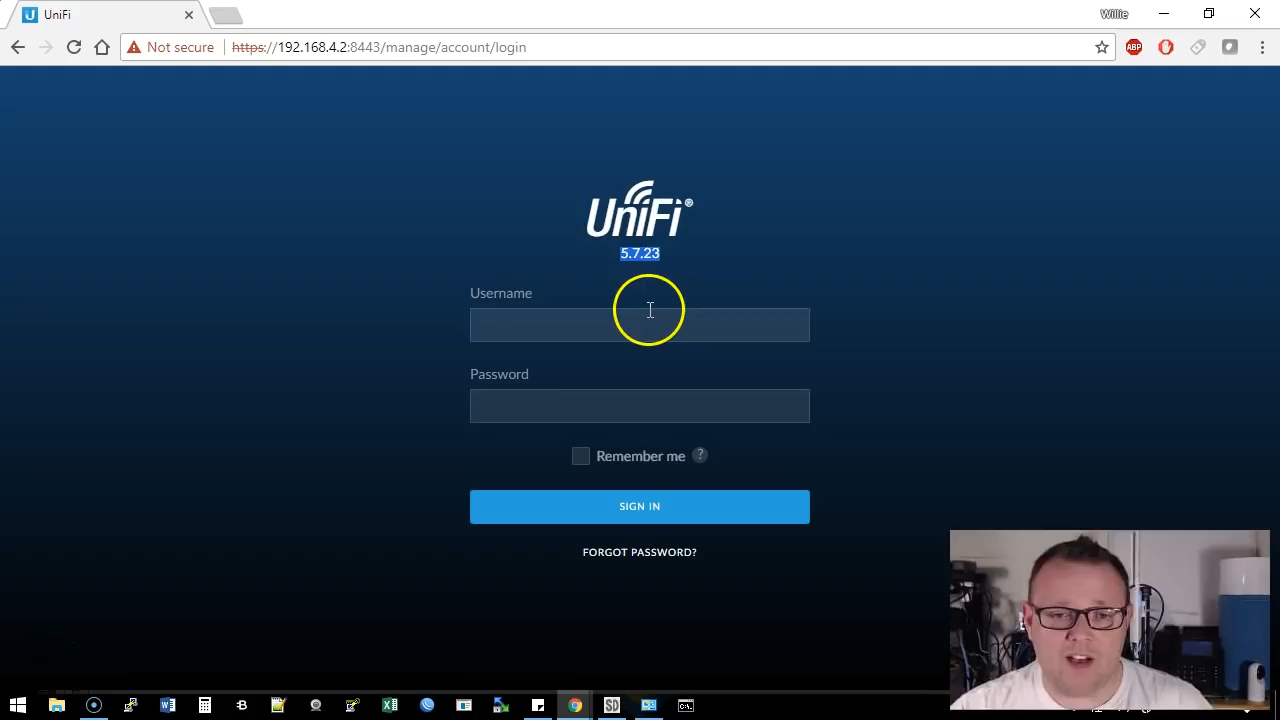 UniFi
Willie
Not secure
https://192.168.4.2:8443/manage/account/login
ABP
UniFi®
5.7.23
Username
Password
Remember me ?
SIGN IN
FORGOT PASSWORD?